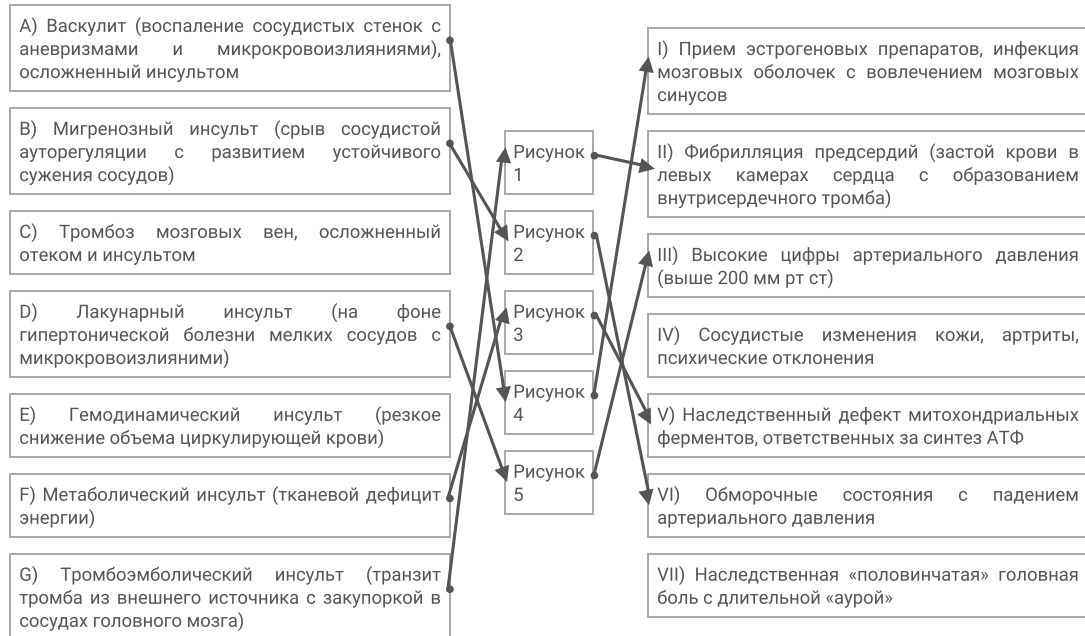 A) Васкулит (воспаление сосудистых стенок с
аневризмами и микрокровоизлияниями),
осложненный инсультом
B) Мигренозный инсульт (срыв сосудистой
ауторегуляции с развитием устойчивого
сужения сосудов)
C) Тромбоз мозговых вен, осложненный
отеком и инсультом
D) Лакунарный инсульт (на фоне
гипертонической болезни мелких сосудов с
микрокровоизлияними)
E) Гемодинамический инсульт (резкое
снижение объема циркулирующей крови)
F) Метаболический инсульт (тканевой дефицит
энергии)
G) Тромбоэмболический инсульт (транзит
тромба из внешнего источника с закупоркой в
сосудах головного мозга)
Рисунок
1
Рисунок
2
Рисунок
3
Рисунок
4
Рисунок
5
I) Прием эстрогеновых препаратов, инфекция
мозговых оболочек с вовлечением мозговых
синусов
II) Фибрилляция предсердий (застой крови в
левых камерах сердца с образованием
внутрисердечного тромба)
III) Высокие цифры артериального давления
(выше 200 мм рт ст)
IV) Сосудистые изменения кожи, артриты,
психические отклонения
V) Наследственный дефект митохондриальных
ферментов, ответственных за синтез АТФ
VI) Обморочные состояния с падением
артериального давления
VII) Наследственная «половинчатая» головная
боль с длительной «аурой»